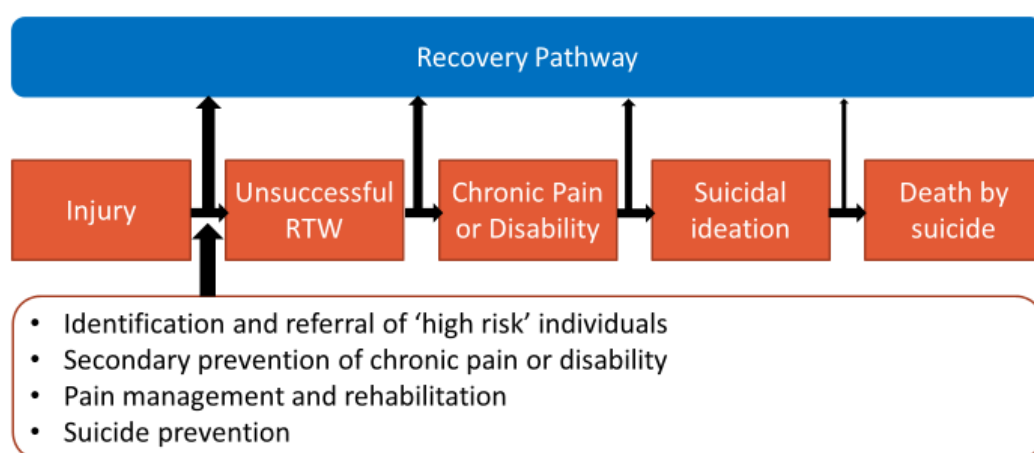 Recovery Pathway
Injury
Unsuccessful
RTW
Chronic Pain
or Disability
Suicidal
ideation
Death by
suicide
• Identification and referral of ‘high risk’ individuals
• Secondary prevention of chronic pain or disability
• Pain management and rehabilitation
• Suicide prevention